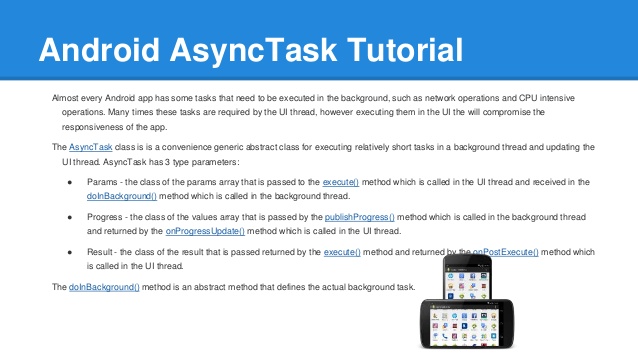 Android AsyncTask Tutorial
Almost every Android app has some tasks that need to be executed in the background, such as network operations and CPU intensive
operations. Many times these tasks are required by the UI thread, however executing them in the UI the will compromise the
responsiveness of the app.
The AsyncTask class is is a convenience generic abstract class for executing relatively short tasks in a background thread and updating the
UI thread. AsyncTask has 3 type parameters:
● Params - the class of the params array that is passed to the execute() method which is called in the UI thread and received in the
doInBackground() method which is called in the background thread.
● Progress - the class of the values array that is passed by the publishProgress() method which is called in the background thread
and returned by the onProgressUpdate() method which is called in the UI thread.
● Result - the class of the result that is passed returned by the execute() method and returned by the onPostExecute() method which
is called in the UI thread.
The doInBackground() method is an abstract method that defines the actual background task.